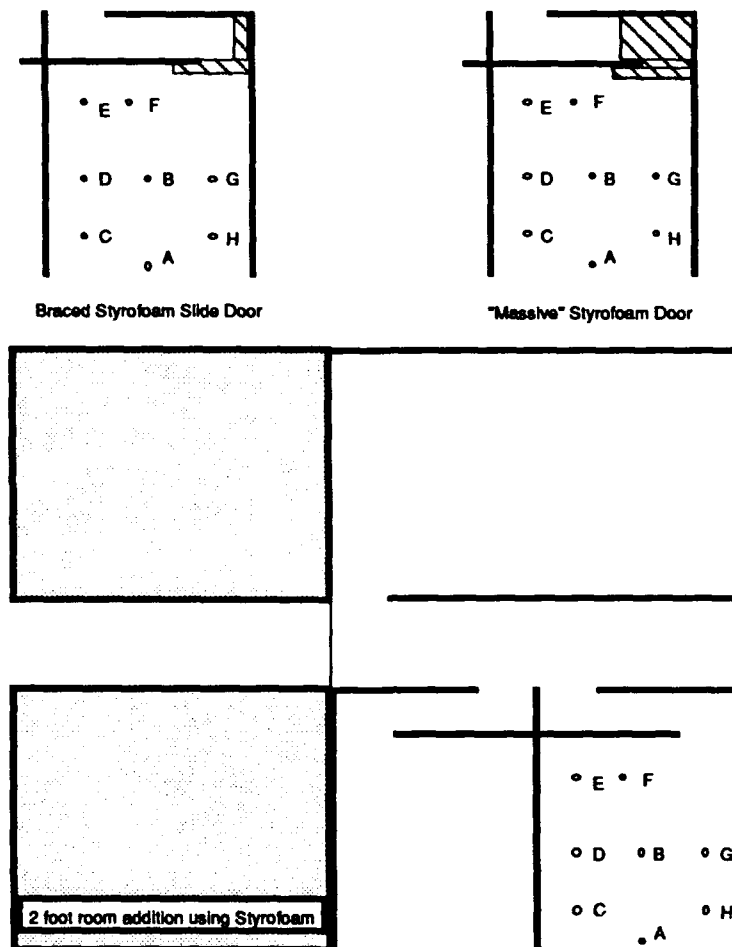 E F
D B G
C H
A
Braced Styrofoam Slide Door
E F
D B G
C H
A
"Massive" Styrofoam Door
E F
D B G
C H
A
2 foot room addition using Styrofoam